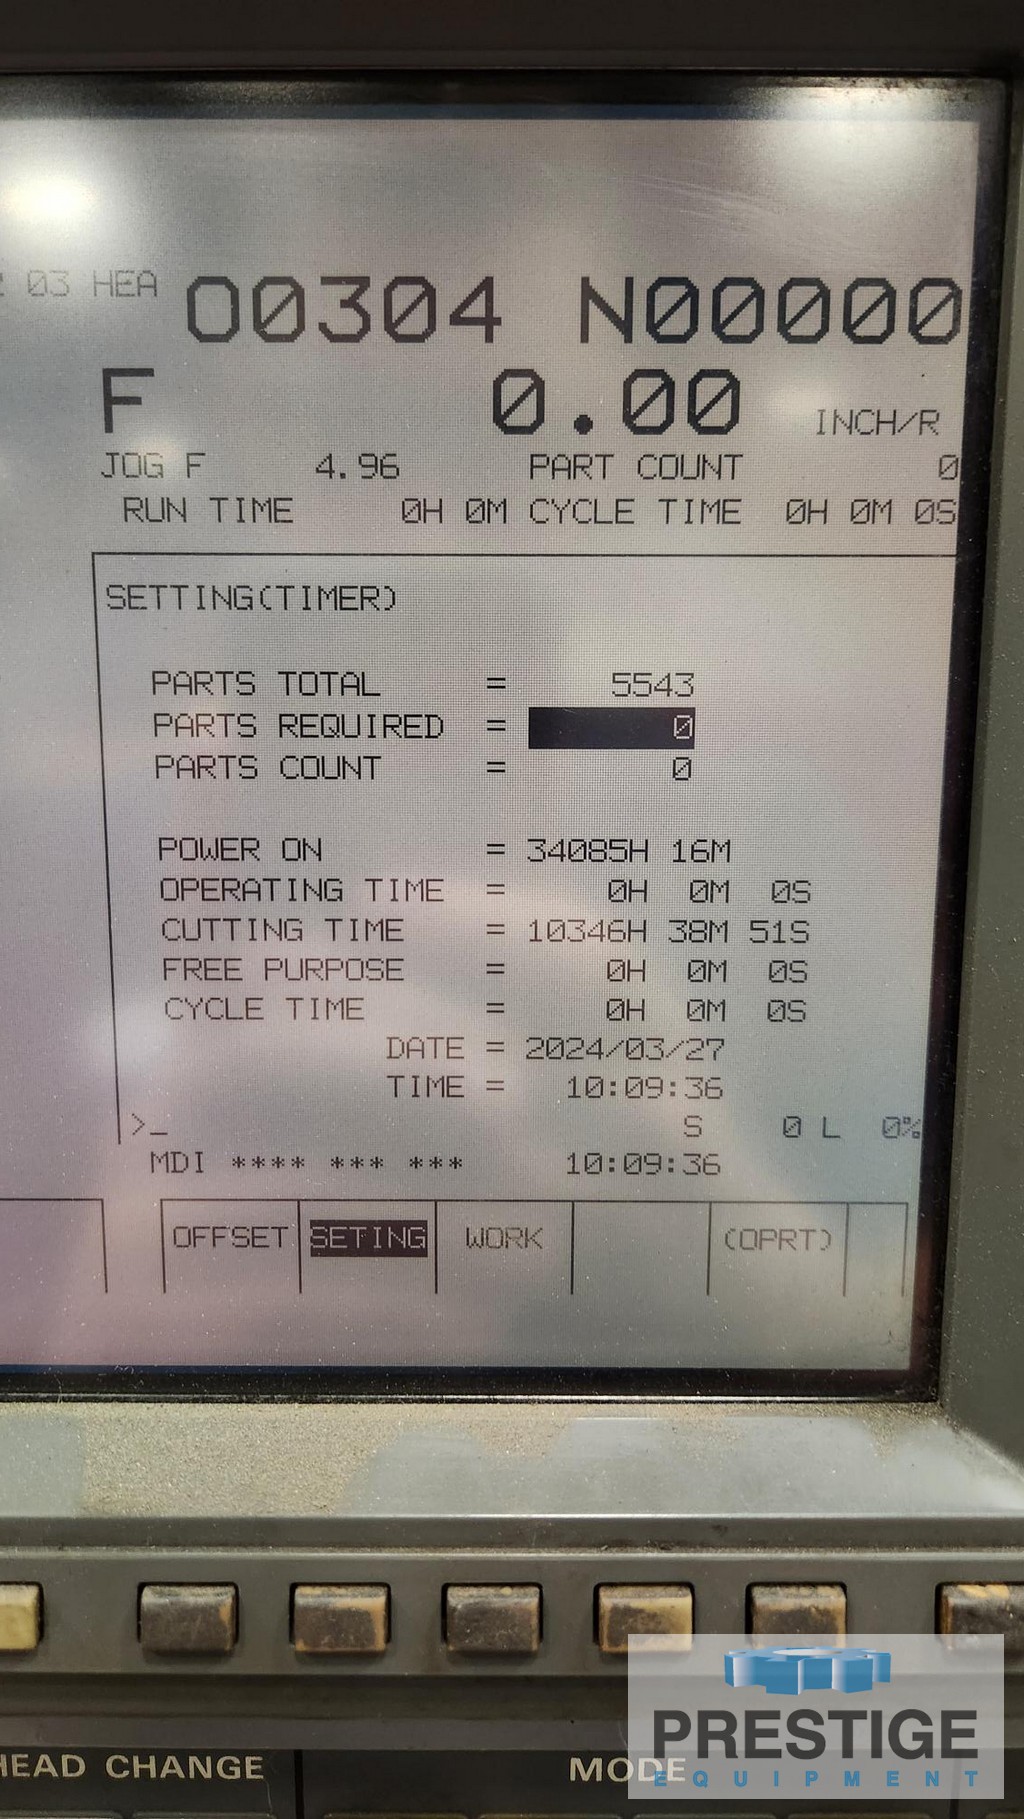 03 HEA O0304 N00000
F 0.00 INCH/R
JOG F 4.96 PART COUNT 0
RUN TIME 0H 0M CYCLE TIME 0H 0M 0S
SETTING(TIMER)
PARTS TOTAL = 5543
PARTS REQUIRED = 0
PARTS COUNT = 0
POWER ON = 34085H 16M
OPERATING TIME = 0H 0M 0S
CUTTING TIME = 10346H 38M 51S
FREE PURPOSE = 0H 0M 0S
CYCLE TIME = 0H 0M 0S
DATE = 2024/03/27
TIME = 10:09:36
>_
S 0 L 0%
MDI **** *** *** 10:09:36
OFFSET SETING WORK (OPRT)
HEAD CHANGE MODE
PRESTIGE
EQUIPMENT